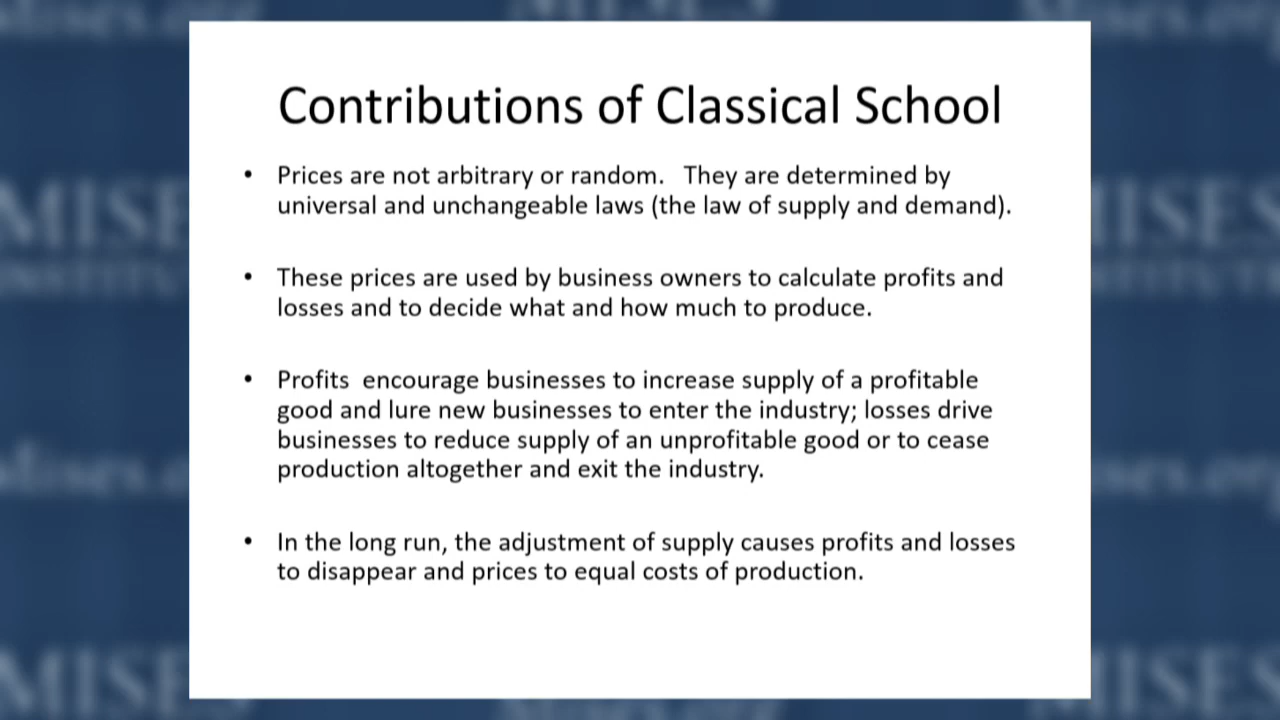 Contributions of Classical School
• Prices are not arbitrary or random.   They are determined by
universal and unchangeable laws (the law of supply and demand).
• These prices are used by business owners to calculate profits and
losses and to decide what and how much to produce.
• Profits  encourage businesses to increase supply of a profitable
good and lure new businesses to enter the industry; losses drive
businesses to reduce supply of an unprofitable good or to cease
production altogether and exit the industry.
• In the long run, the adjustment of supply causes profits and losses
to disappear and prices to equal costs of production.